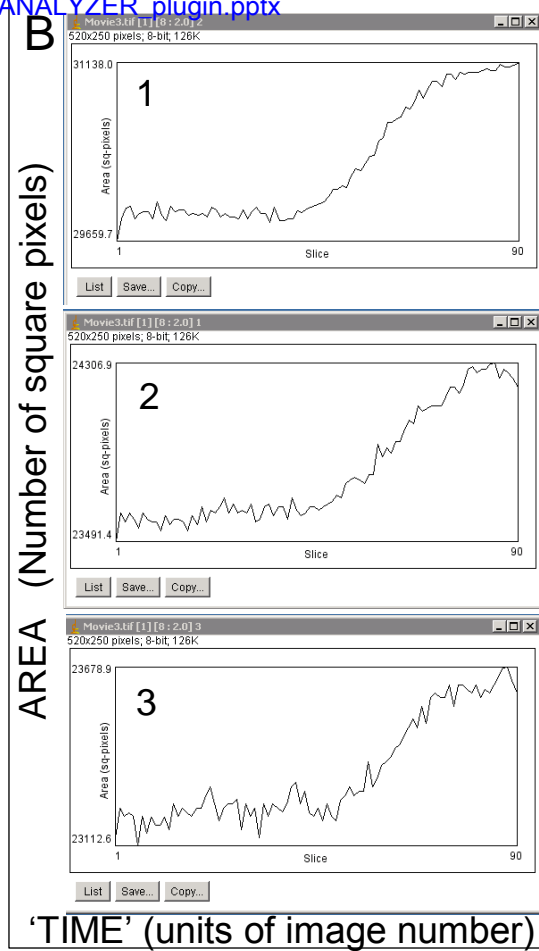 ANALYZER_plugin.pptx
B
AREA (Number of square pixels)
Movie3.tif [1] [8 : 2.0] 2
520x250 pixels; 8-bit; 126K
31138.0
1
Area (sq-pixels)
29659.7
1
Slice
90
List Save... Copy...
Movie3.tif [1] [8 : 2.0] 1
520x250 pixels; 8-bit; 126K
24306.9
2
Area (sq-pixels)
23491.4
1
Slice
90
List Save... Copy...
Movie3.tif [1] [8 : 2.0] 3
520x250 pixels; 8-bit; 126K
23678.9
3
Area (sq-pixels)
23112.6
1
Slice
90
List Save... Copy...
‘TIME’ (units of image number)